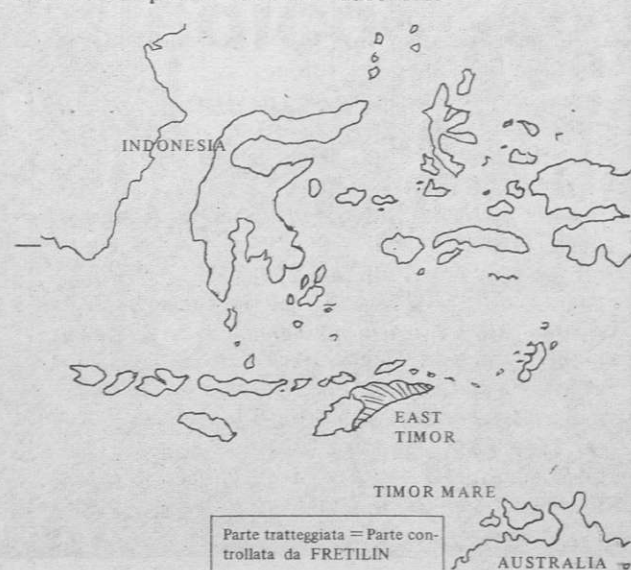 INDONESIA
EAST
TIMOR
TIMOR MARE
Parte tratteggiata = Parte con-
trollata da FRETILIN
AUSTRALIA